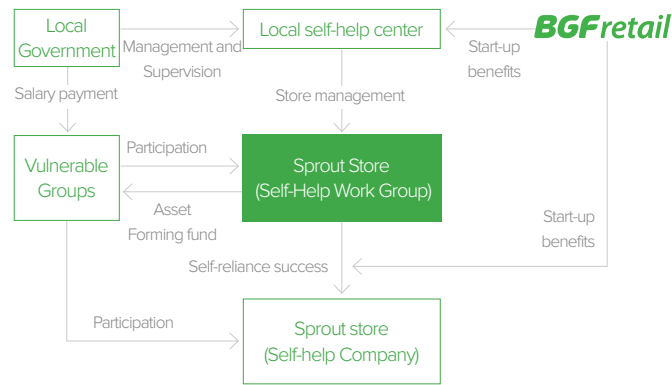 Local
Government
Management and
Supervision
Local self-help center
Start-up
benefits
BGFretail
Salary payment
Store management
Vulnerable
Groups
Participation
Sprout Store
(Self-Help Work Group)
Asset
Forming fund
Start-up
benefits
Self-reliance success
Participation
Sprout store
(Self-help Company)